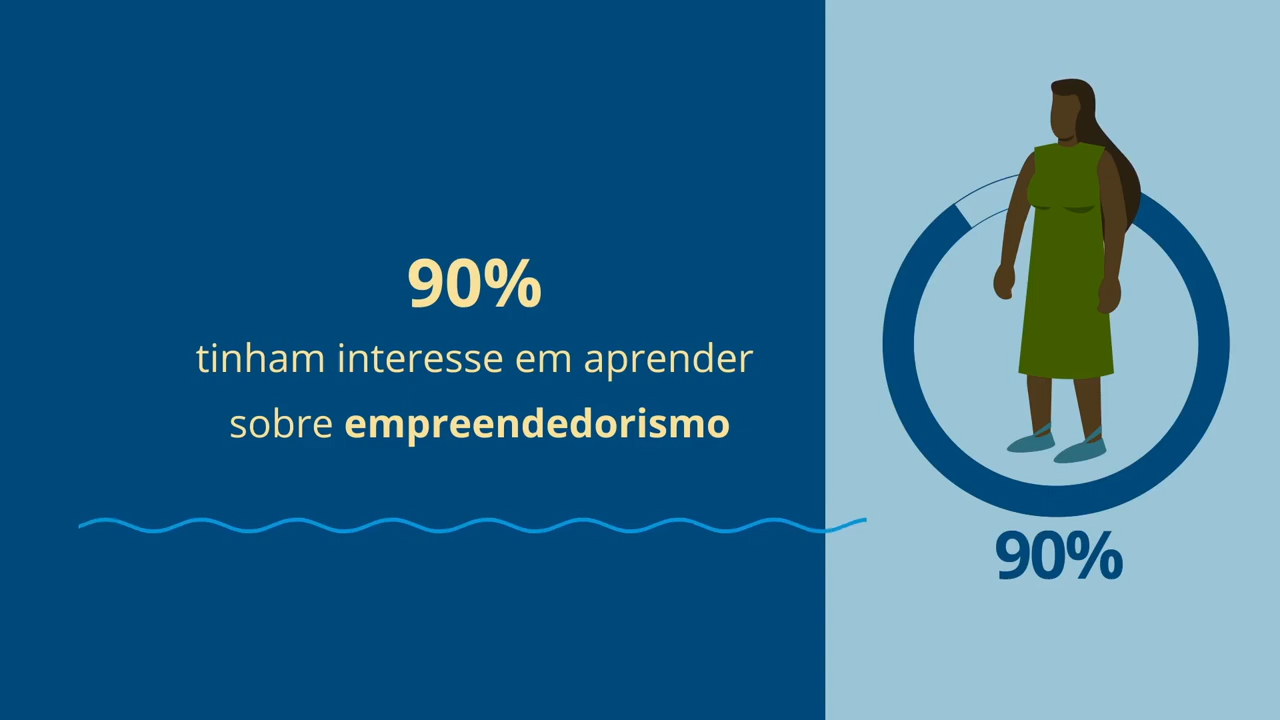 90%
tinham interesse em aprender
sobre empreendedorismo
90%